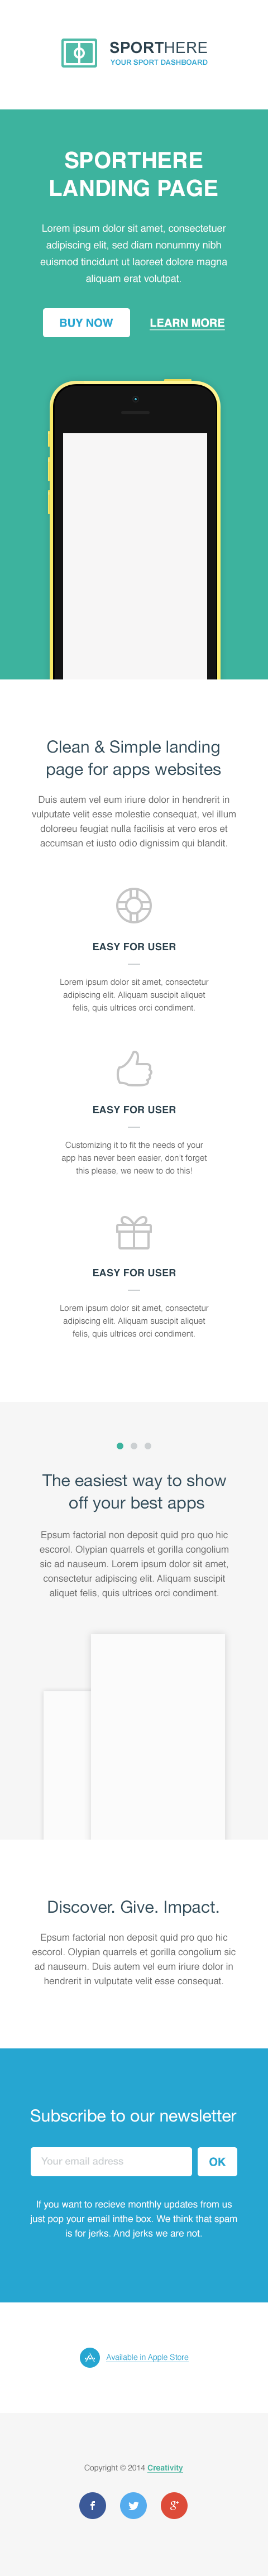 SPORTHERE
YOUR SPORT DASHBOARD
SPORTHERE
LANDING PAGE
Lorem ipsum dolor sit amet, consectetuer
adipiscing elit, sed diam nonummy nibh
euismod tincidunt ut laoreet dolore magna
aliquam erat volutpat.
BUY NOW LEARN MORE
Clean & Simple landing
page for apps websites
Duis autem vel eum iriure dolor in hendrerit in
vulputate velit esse molestie consequat, vel illum
doloreeu feugiat nulla facilisis at vero eros et
accumsan et iusto odio dignissim qui blandit.
EASY FOR USER
Lorem ipsum dolor sit amet, consectetur
adipiscing elit. Aliquam suscipit aliquet
felis, quis ultrices orci condiment.
EASY FOR USER
Customizing it to fit the needs of your
app has never been easier, don't forget
this please, we neew to do this!
EASY FOR USER
Lorem ipsum dolor sit amet, consectetur
adipiscing elit. Aliquam suscipit aliquet
felis, quis ultrices orci condiment.
The easiest way to show
off your best apps
Epsum factorial non deposit quid pro quo hic
escorol. Olypian quarrels et gorilla congolium
sic ad nauseum. Lorem ipsum dolor sit amet,
consectetur adipiscing elit. Aliquam suscipit
aliquet felis, quis ultrices orci condiment.
Discover. Give. Impact.
Epsum factorial non deposit quid pro quo hic
escorol. Olypian quarrels et gorilla congolium sic
ad nauseum. Duis autem vel eum iriure dolor in
hendrerit in vulputate velit esse consequat.
Subscribe to our newsletter
Your email adress OK
If you want to recieve monthly updates from us
just pop your email inthe box. We think that spam
is for jerks. And jerks we are not.
Available in Apple Store
Copyright © 2014 Creativity